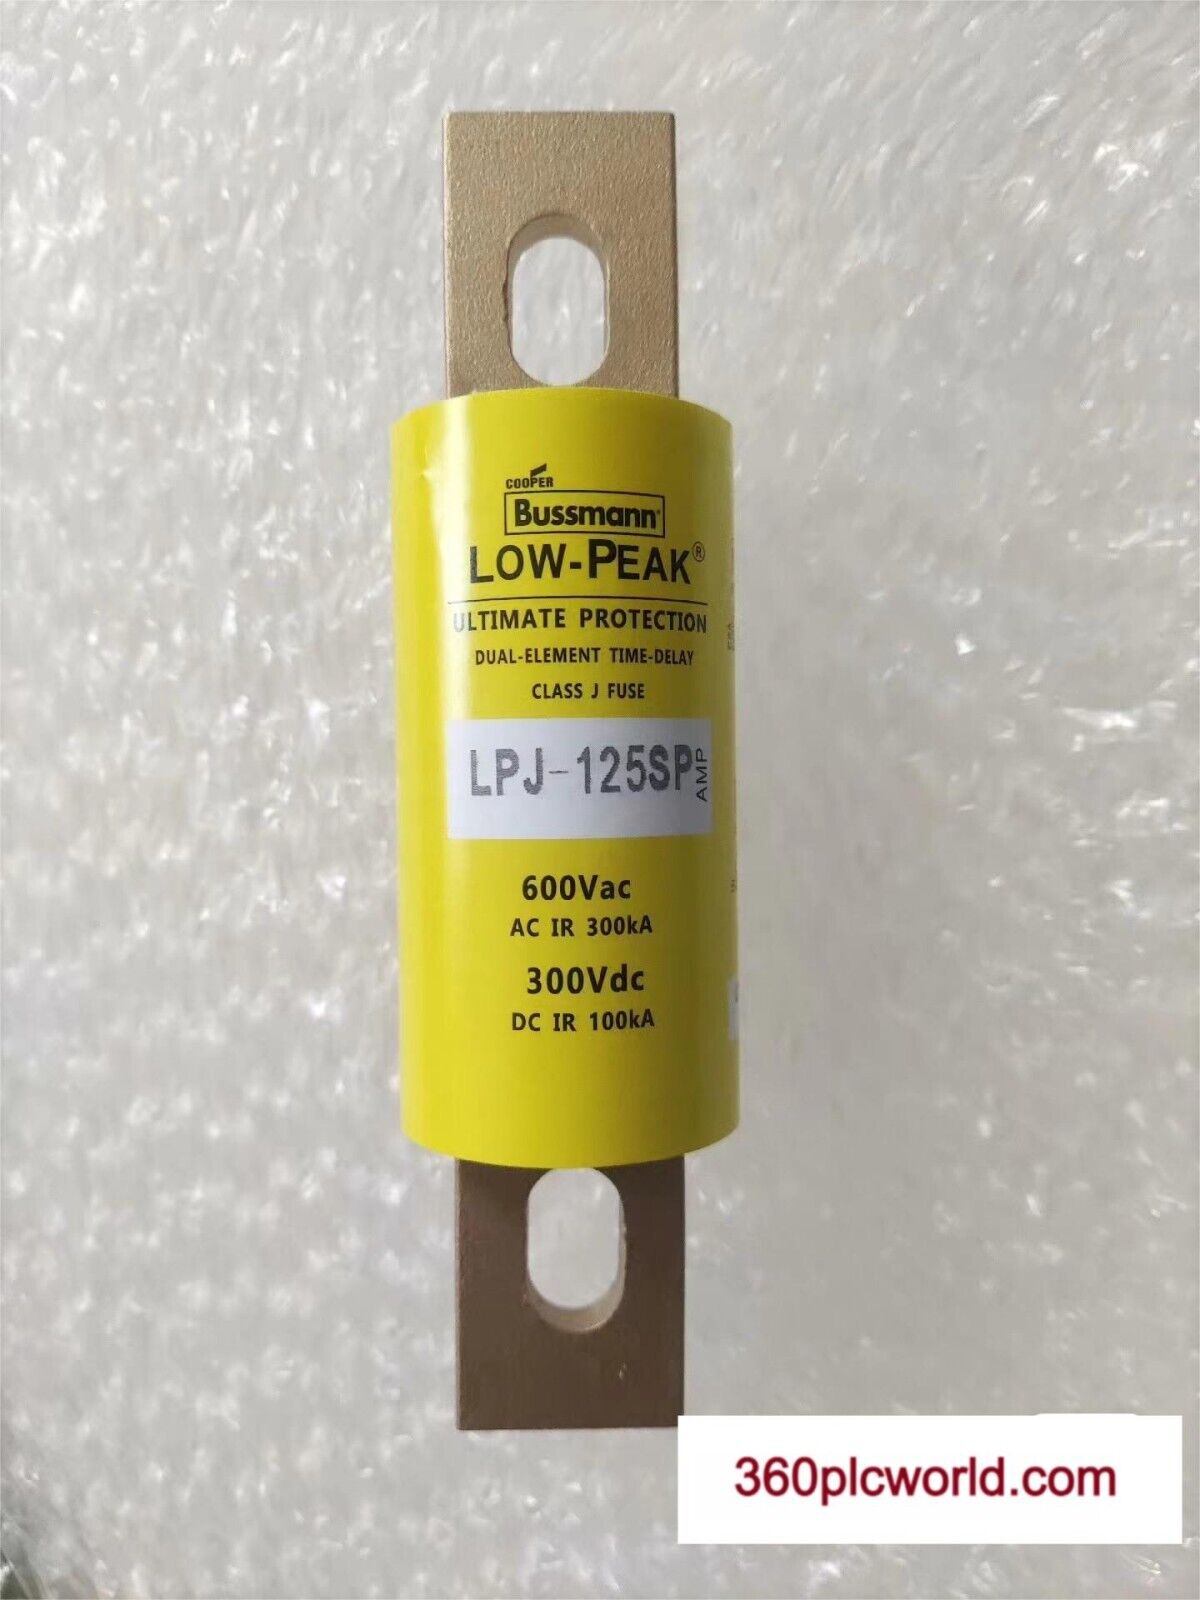 COOPER
Bussmann®
LOW-PEAK®
ULTIMATE PROTECTION
DUAL-ELEMENT TIME-DELAY
CLASS J FUSE
LPJ-125SP
AMP
600Vac
AC IR 300kA
300Vdc
DC IR 100kA
360plcworld.com